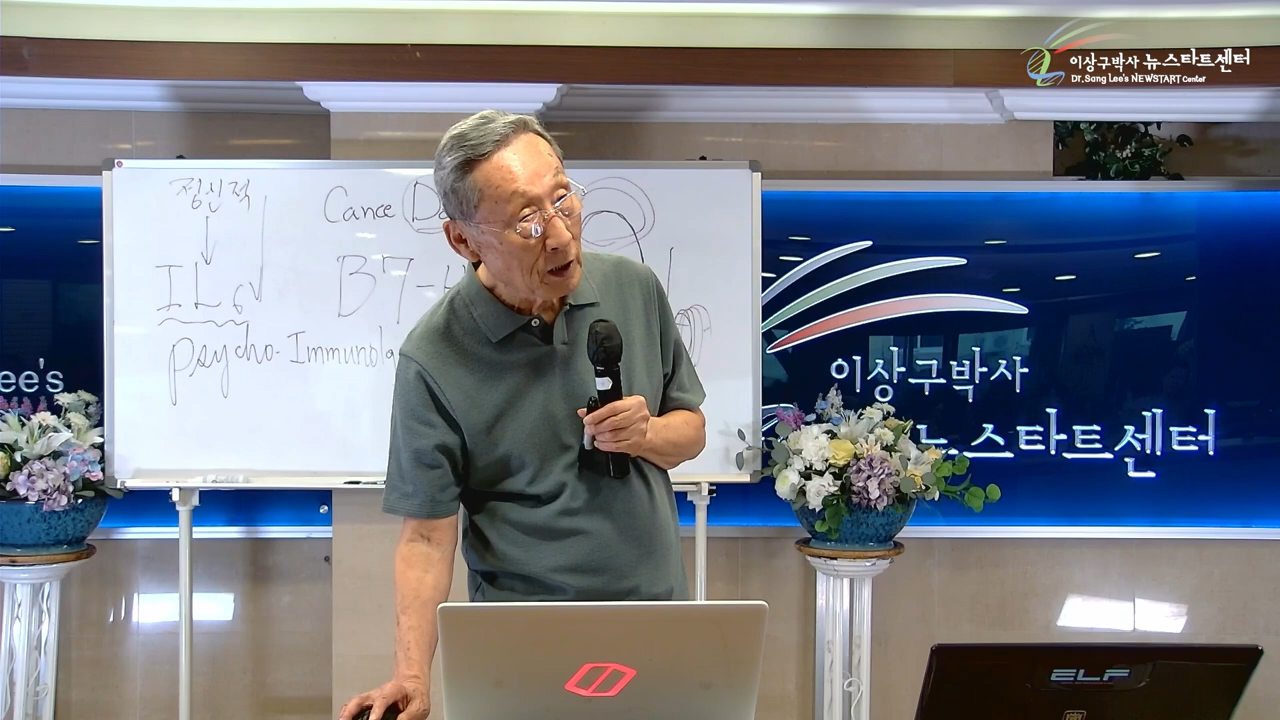 이상구박사 뉴스타트센터
Dr. Sang Lee's NEWSTART Center
정신적
Cance
IL6
B7-
Psycho-Immunolo
ee's
이상구박사
뉴스타트센터
ELF